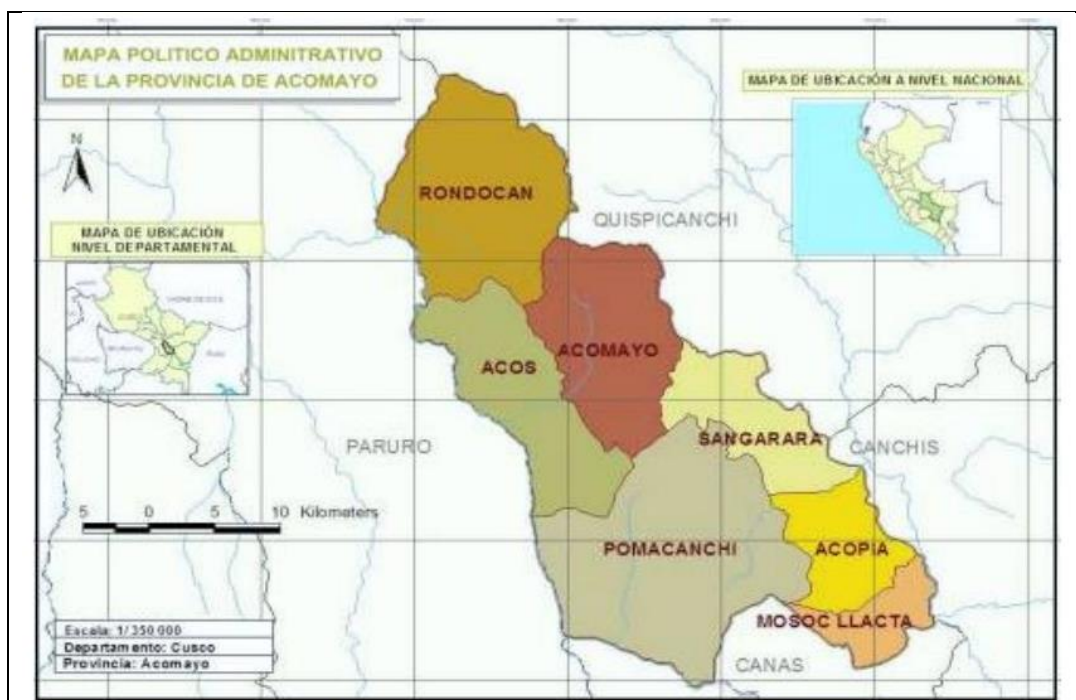 MAPA POLITICO ADMINITRATIVO
DE LA PROVINCIA DE ACOMAYO
MAPA DE UBICACIÓN A NIVEL NACIONAL
N
RONDOCAN
QUISPICANCHI
MAPA DE UBICACIÓN
NIVEL DEPARTAMENTAL
ACOMAYO
ACOS
SANGARARA
PARURO
CANCHIS
5 0 5 10 Kilometers
POMACANCHI
ACOPIA
MOSOC LLACTA
CANAS
Escala: 1/350 000
Departamento: Cusco
Provincia: Acomayo